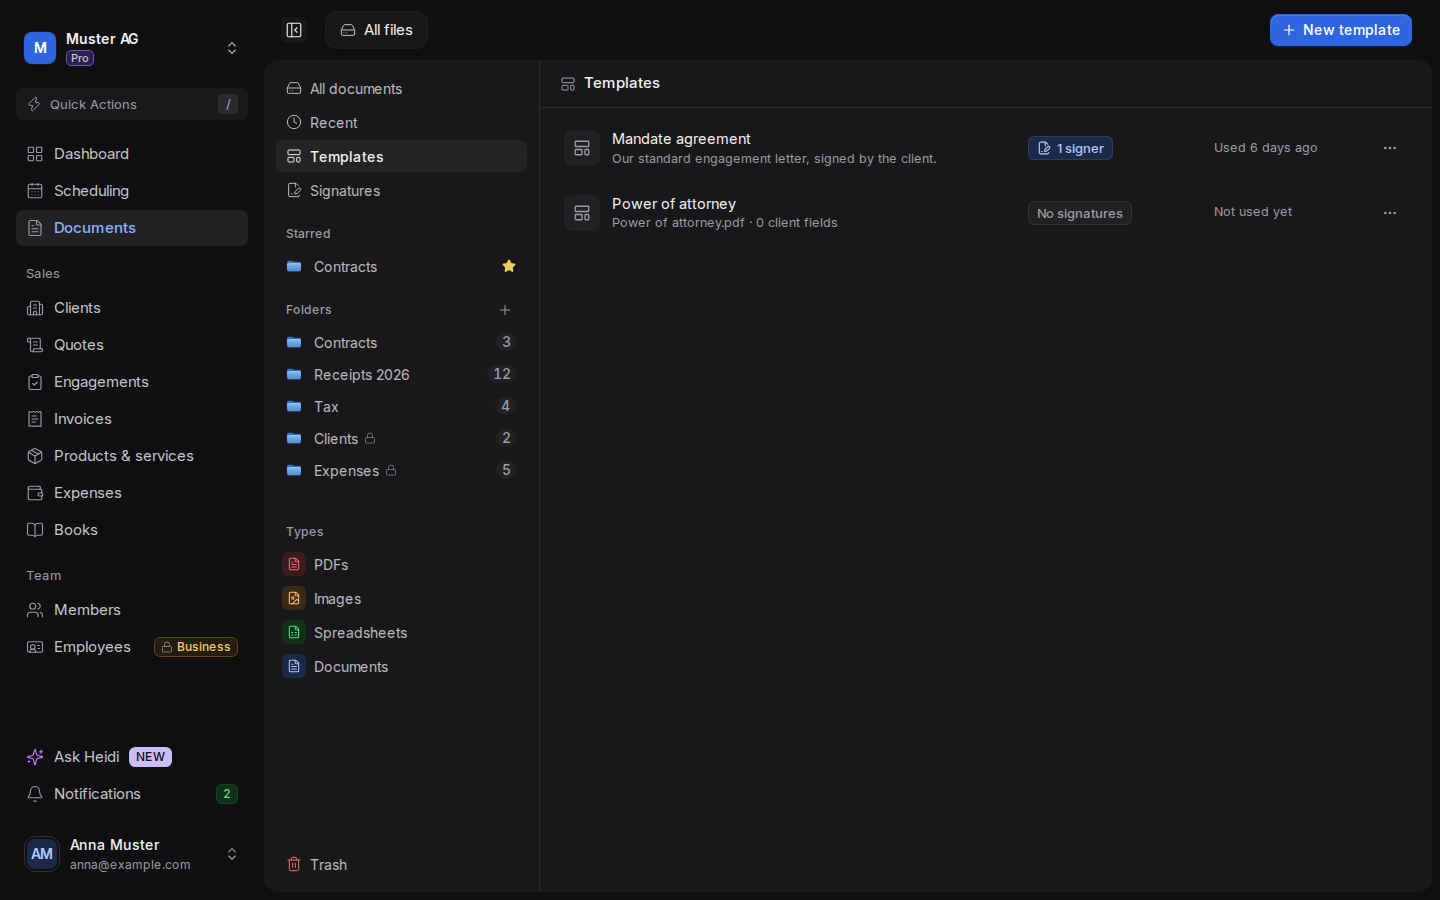 Muster AG
Pro
Quick Actions /
Dashboard
Scheduling
Documents
Sales
Clients
Quotes
Engagements
Invoices
Products & services
Expenses
Books
Team
Members
Employees Business
Ask Heidi NEW
Notifications 2
AM Anna Muster
anna@example.com
All files
New template
All documents
Recent
Templates
Signatures
Starred
Contracts
Folders
Contracts 3
Receipts 2026 12
Tax 4
Clients 2
Expenses 5
Types
PDFs
Images
Spreadsheets
Documents
Trash
Templates
Mandate agreement
Our standard engagement letter, signed by the client.
1 signer
Used 6 days ago
Power of attorney
Power of attorney.pdf · 0 client fields
No signatures
Not used yet
M